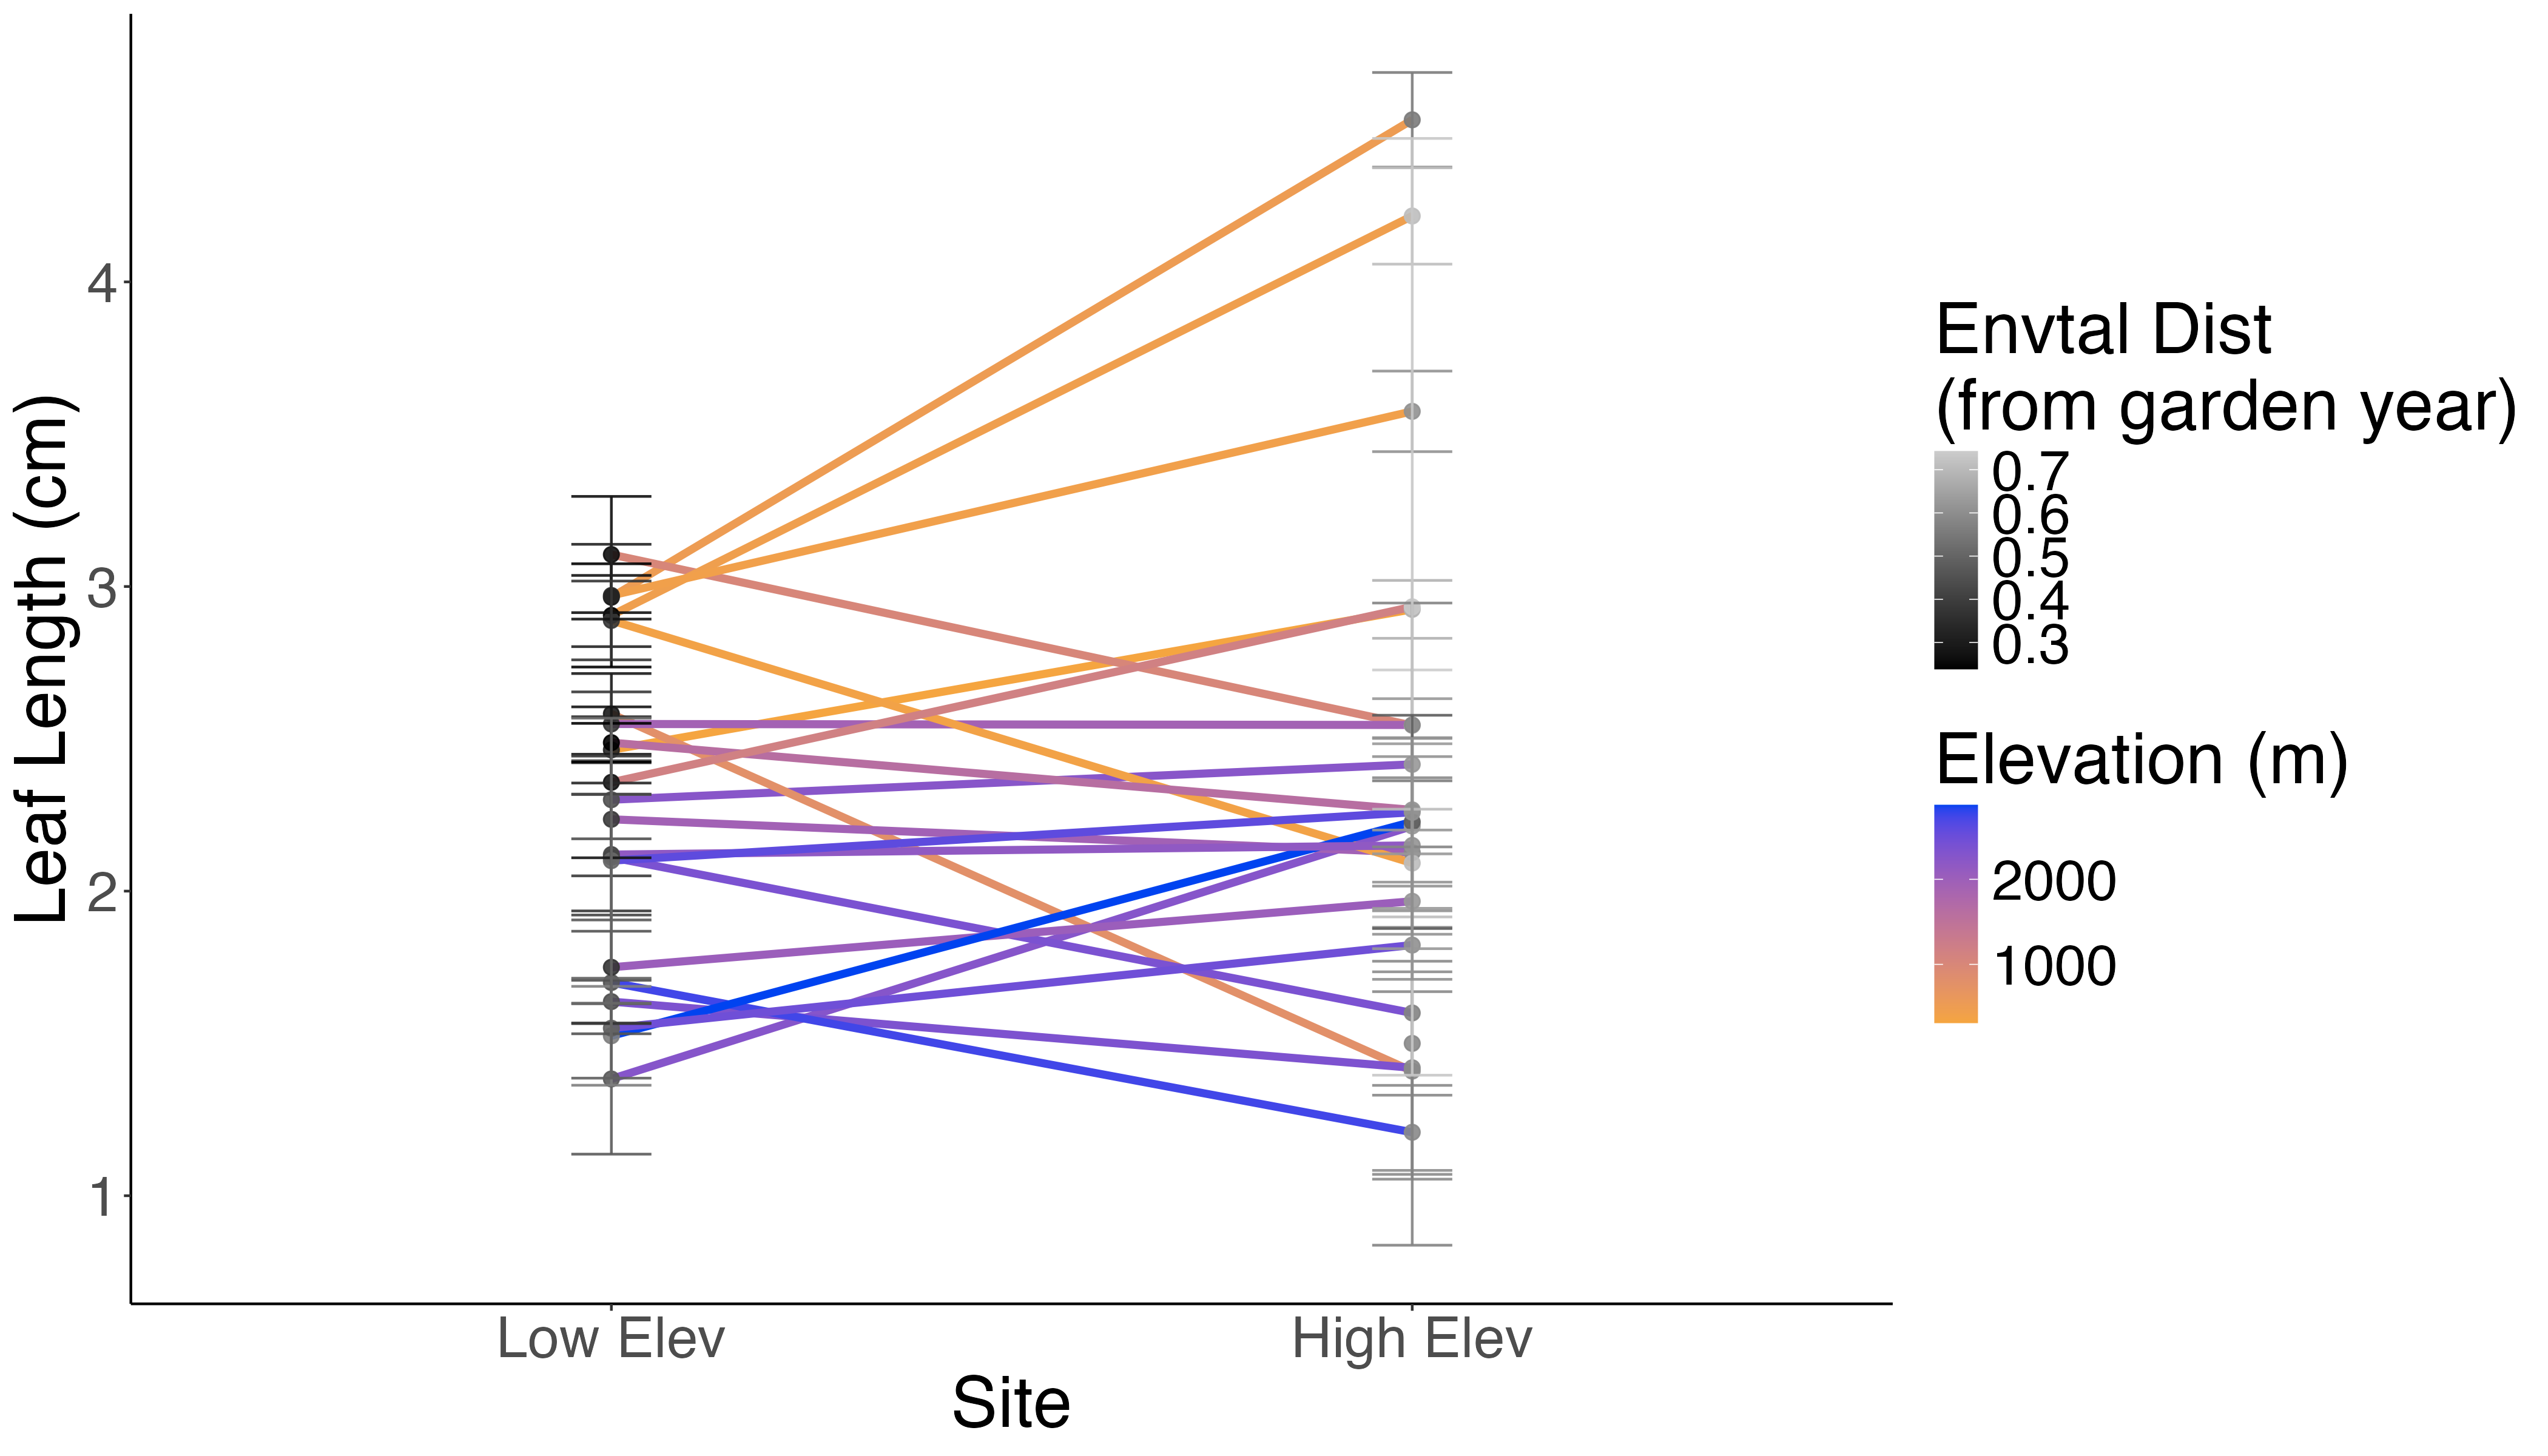 Leaf Length (cm)
4
3
2
1
Low Elev
High Elev
Site
Envtal Dist
(from garden year)
0.7
0.6
0.5
0.4
0.3
Elevation (m)
2000
1000